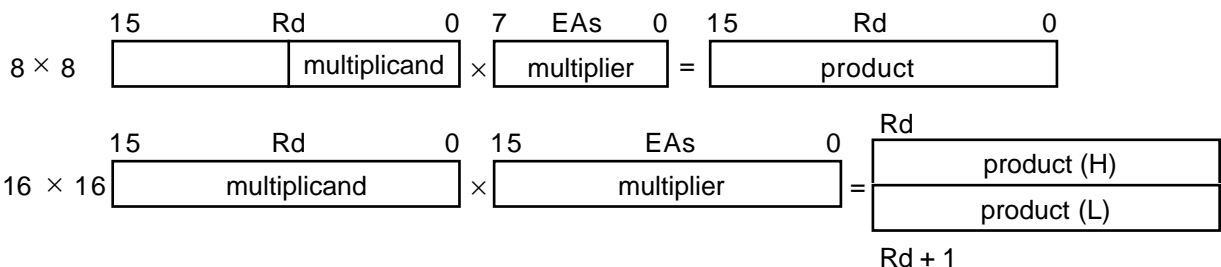 15 Rd 0 7 EAs 0 15 Rd 0
8 × 8 multiplicand × multiplier = product
15 Rd 0 15 EAs 0 Rd
16 × 16 multiplicand × multiplier = product (H)
product (L)
Rd + 1